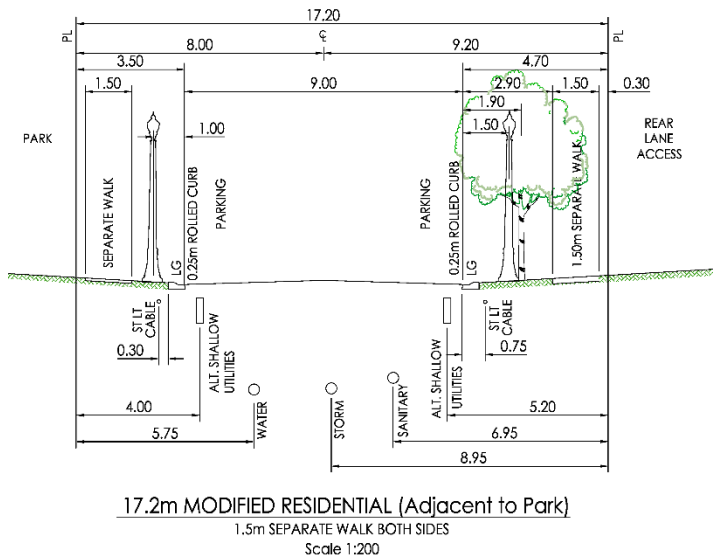 17.20
PL
℄
PL
8.00
9.20
3.50
4.70
1.50
9.00
2.90
1.50
0.30
1.90
1.00
1.50
PARK
REAR
LANE
ACCESS
SEPARATE WALK
LG
0.25m ROLLED CURB
PARKING
PARKING
0.25m ROLLED CURB
LG
1.50m SEPARATE WALK
ST LT
CABLE
0.30
ALT. SHALLOW
UTILITIES
ALT. SHALLOW
UTILITIES
ST LT
CABLE
0.75
4.00
WATER
STORM
SANITARY
5.20
5.75
6.95
8.95
17.2m MODIFIED RESIDENTIAL (Adjacent to Park)
1.5m SEPARATE WALK BOTH SIDES
Scale 1:200